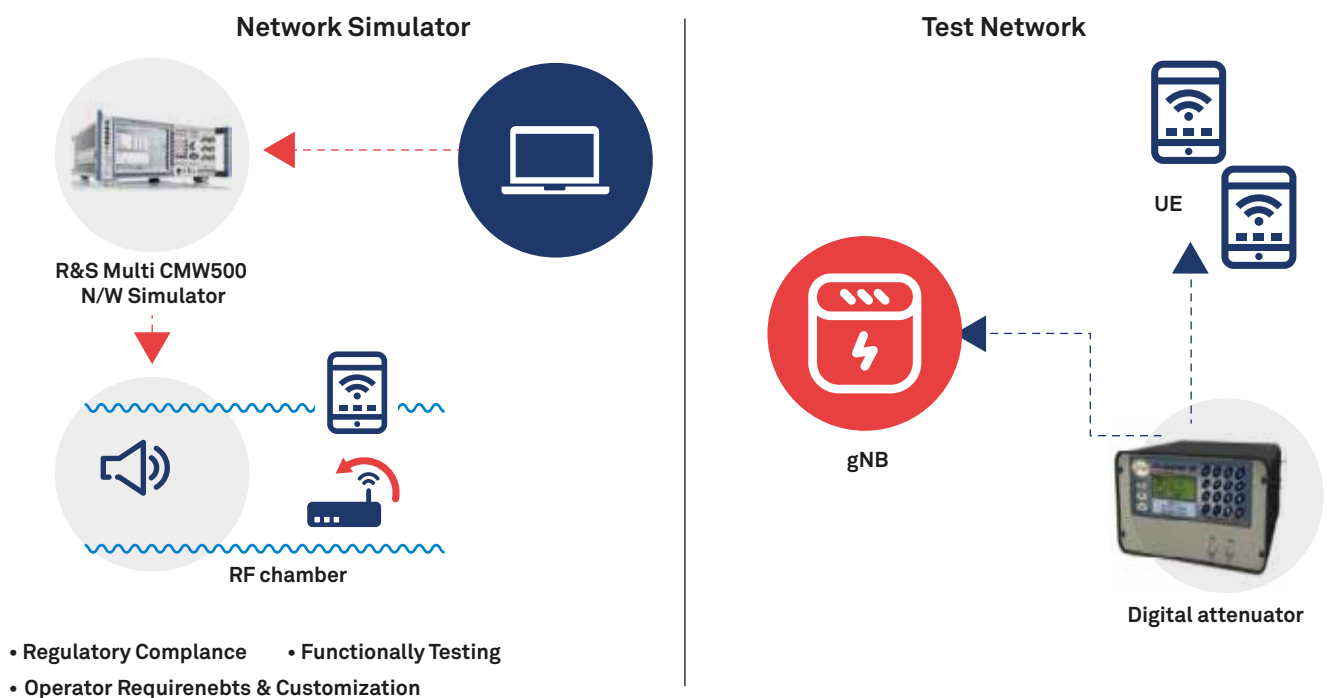 Network Simulator
Test Network
UE
R&S Multi CMW500
N/W Simulator
gNB
RF chamber
Digital attenuator
• Regulatory Complance
• Functionally Testing
• Operator Requirenebts & Customization